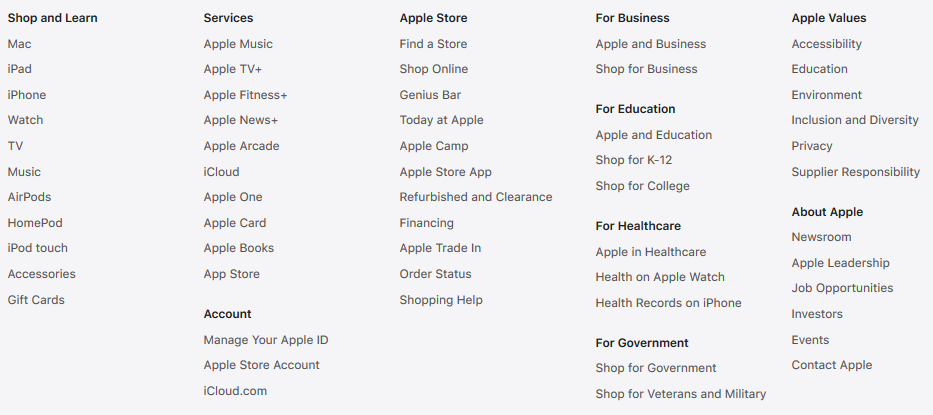 Shop and Learn
Mac
iPad
iPhone
Watch
TV
Music
AirPods
HomePod
iPod touch
Accessories
Gift Cards
Services
Apple Music
Apple TV+
Apple Fitness+
Apple News+
Apple Arcade
iCloud
Apple One
Apple Card
Apple Books
App Store
Account
Manage Your Apple ID
Apple Store Account
iCloud.com
Apple Store
Find a Store
Shop Online
Genius Bar
Today at Apple
Apple Camp
Apple Store App
Refurbished and Clearance
Financing
Apple Trade In
Order Status
Shopping Help
For Business
Apple and Business
Shop for Business
For Education
Apple and Education
Shop for K-12
Shop for College
For Healthcare
Apple in Healthcare
Health on Apple Watch
Health Records on iPhone
For Government
Shop for Government
Shop for Veterans and Military
Apple Values
Accessibility
Education
Environment
Inclusion and Diversity
Privacy
Supplier Responsibility
About Apple
Newsroom
Apple Leadership
Job Opportunities
Investors
Events
Contact Apple